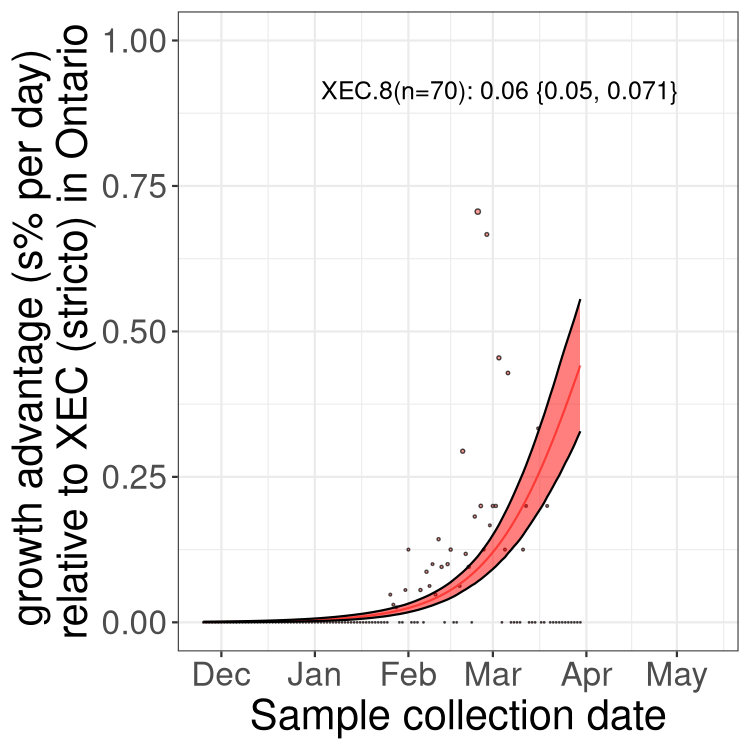 growth advantage (s% per day)
relative to XEC (stricto) in Ontario
1.00
0.75
0.50
0.25
0.00
XEC.8(n=70): 0.06 {0.05, 0.071}
Dec Jan Feb Mar Apr May
Sample collection date